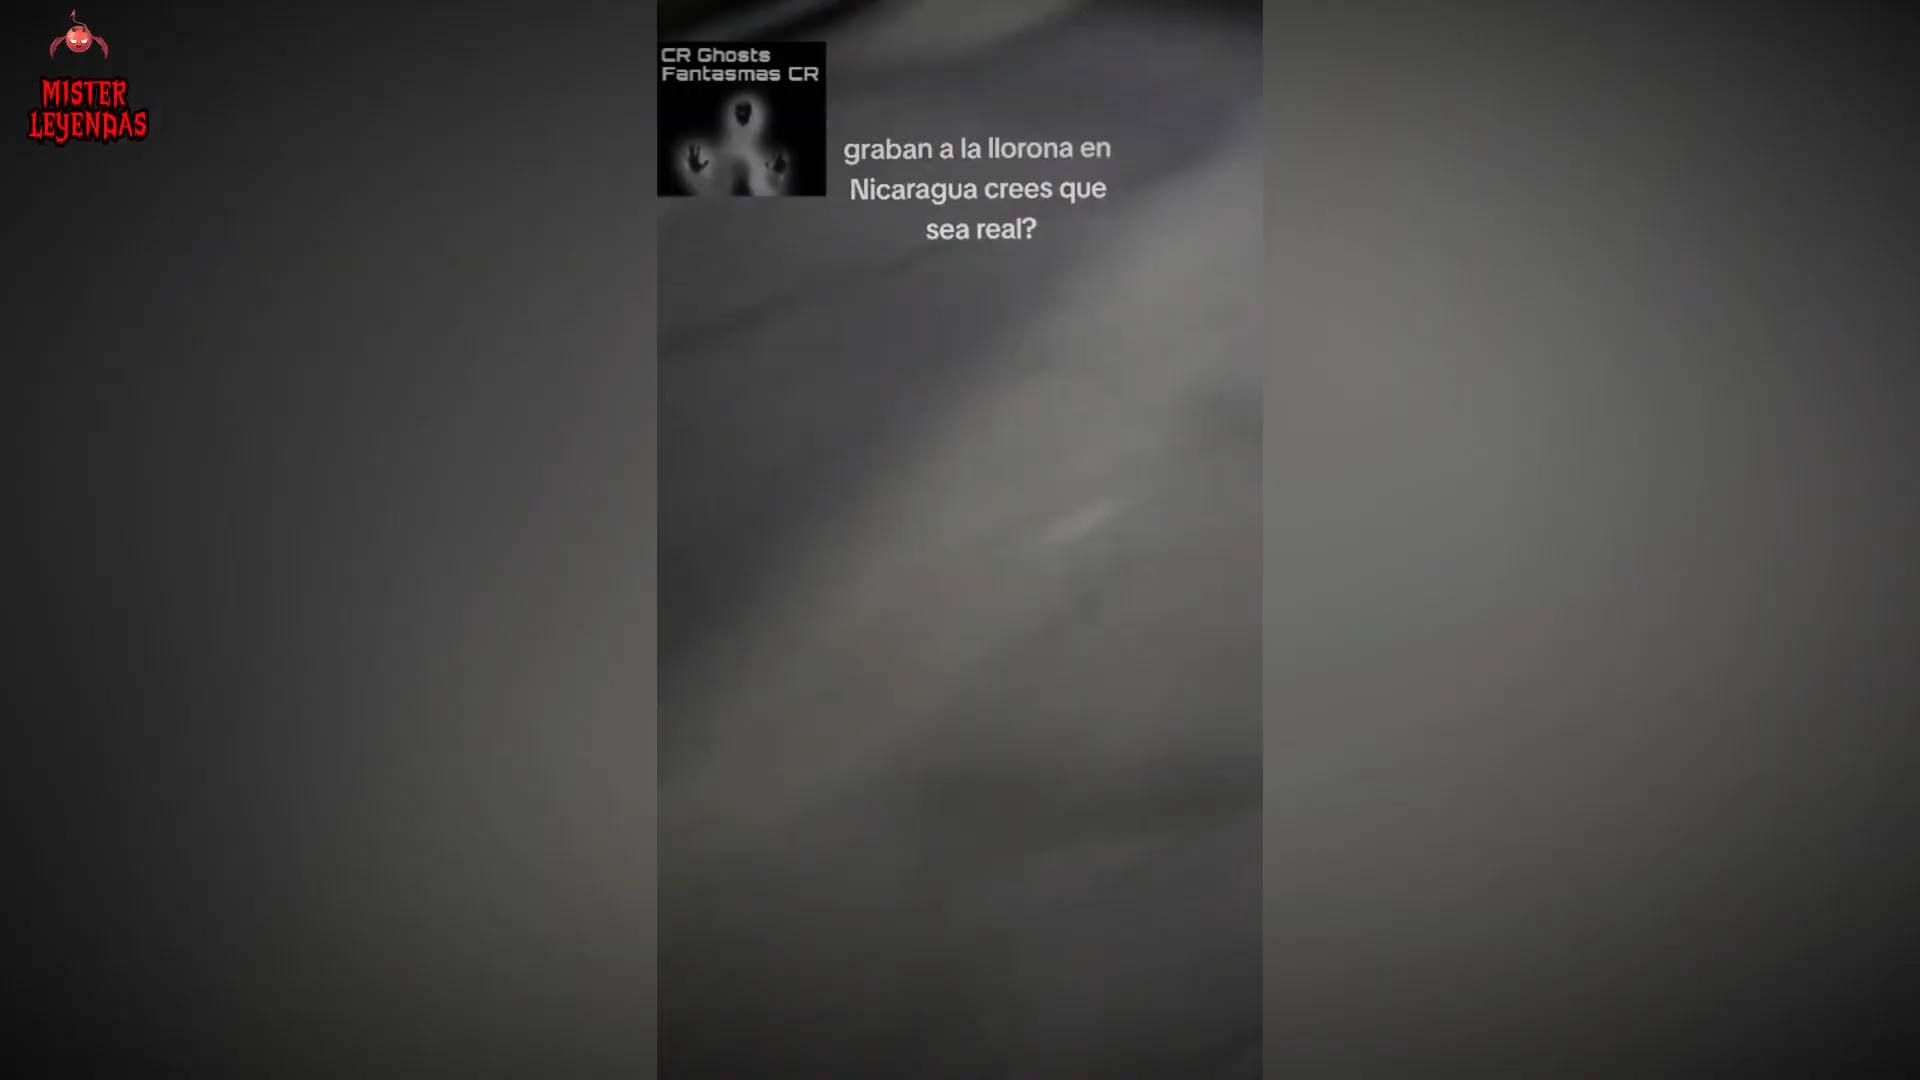 MISTER
LEYENDAS
CR Ghosts
Fantasmas CR
graban a la llorona en
Nicaragua crees que
sea real?